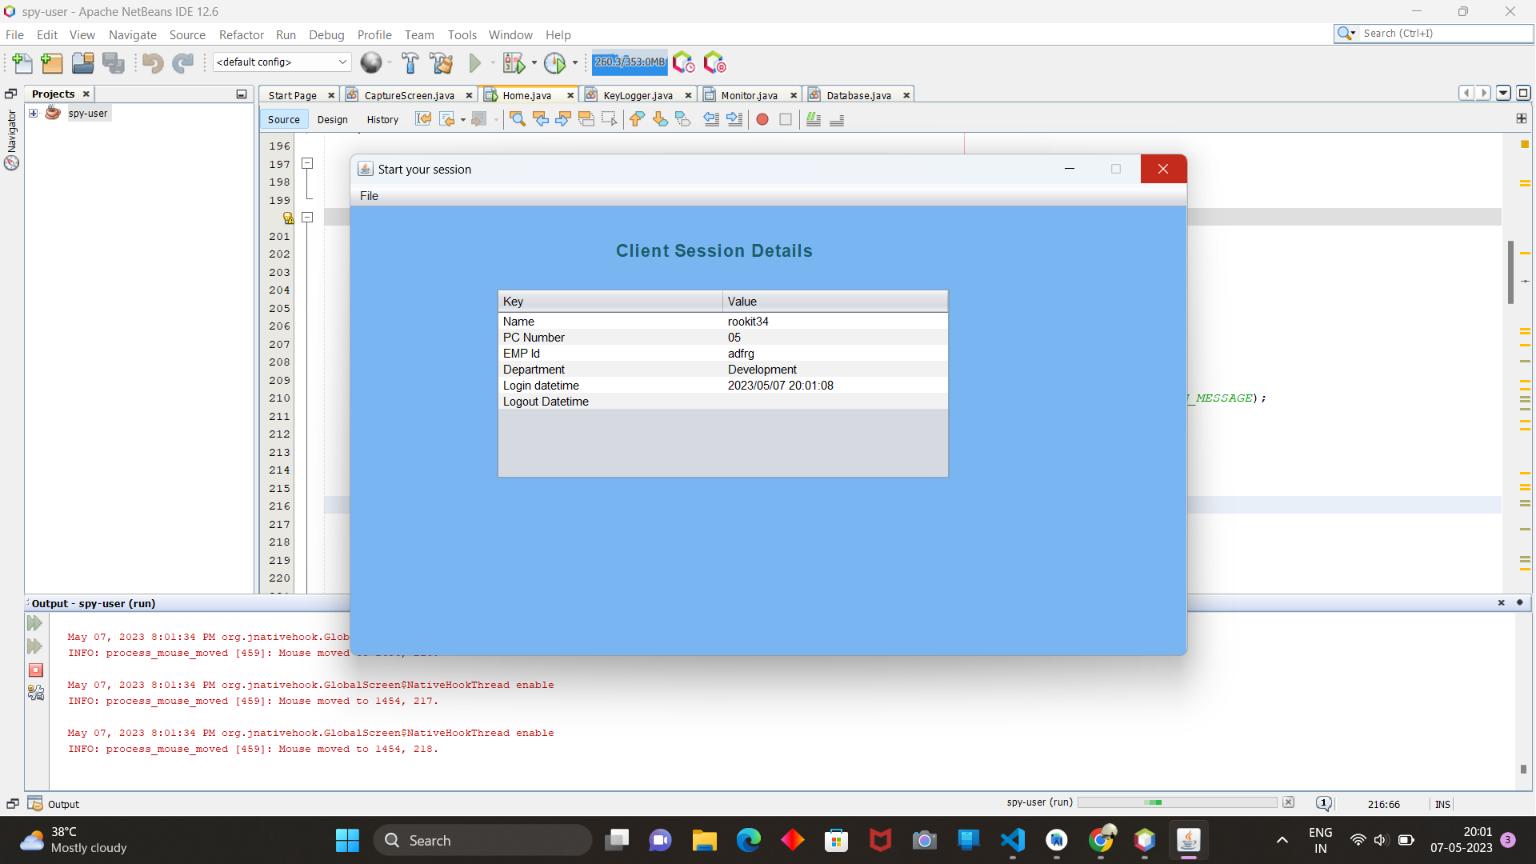 spy-user - Apache NetBeans IDE 12.6
File Edit View Navigate Source Refactor Run Debug Profile Team Tools Window Help
Search (Ctrl+I)
<default config>
260.3/353.0MB
Projects
Start Page CaptureScreen.java Home.java KeyLogger.java Monitor.java Database.java
Navigator
spy-user
Source Design History
196
197
198
199
201
202
203
204
205
206
207
208
209
210
211
212
213
214
215
216
217
218
219
220
_MESSAGE);
Start your session
File
Client Session Details
Key Value
Name rookit34
PC Number 05
EMP Id adfrg
Department Development
Login datetime 2023/05/07 20:01:08
Logout Datetime
Output - spy-user (run)
May 07, 2023 8:01:34 PM org.jnativehook.Glob
INFO: process_mouse_moved [459]: Mouse moved
May 07, 2023 8:01:34 PM org.jnativehook.GlobalScreen$NativeHookThread enable
INFO: process_mouse_moved [459]: Mouse moved to 1454, 217.
May 07, 2023 8:01:34 PM org.jnativehook.GlobalScreen$NativeHookThread enable
INFO: process_mouse_moved [459]: Mouse moved to 1454, 218.
Output
spy-user (run)
1
216:66
INS
38°C
Mostly cloudy
Search
ENG
IN
20:01
07-05-2023
3